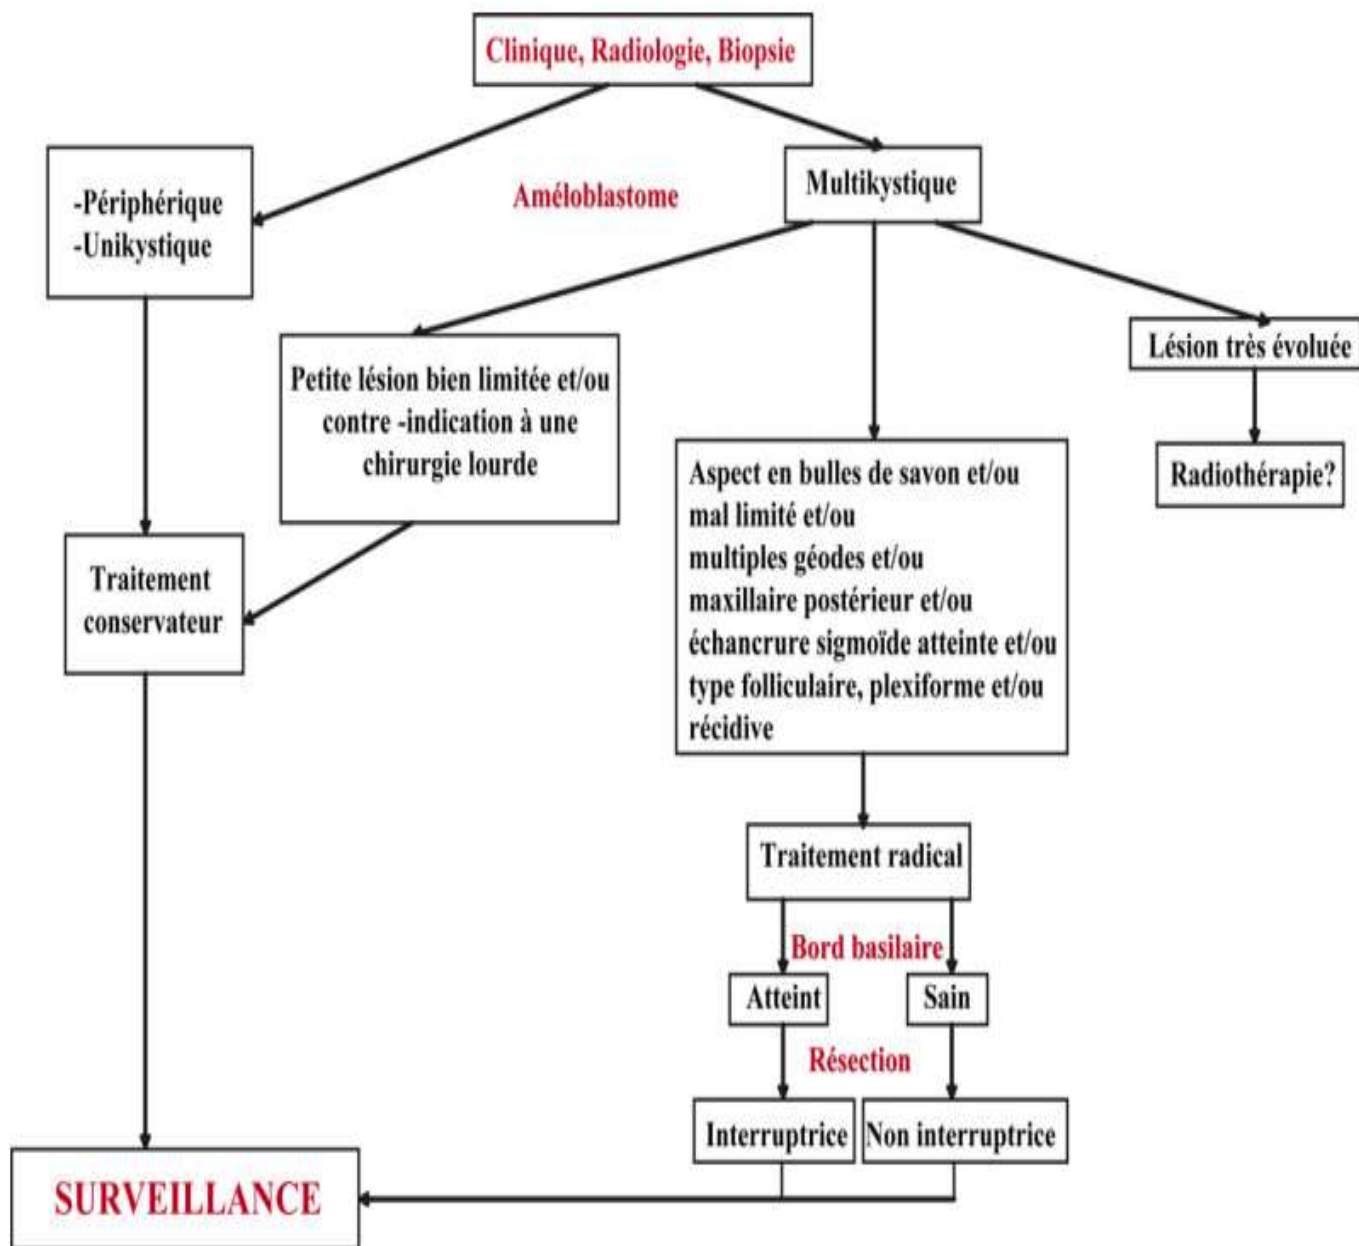 Clinique, Radiologie, Biopsie
-Périphérique
-Unikystique
Améloblastome
Multikystique
Petite lésion bien limitée et/ou
contre -indication à une
chirurgie lourde
Lésion très évoluée
Radiothérapie?
Aspect en bulles de savon et/ou
mal limité et/ou
multiples géodes et/ou
maxillaire postérieur et/ou
échancrure sigmoïde atteinte et/ou
type folliculaire, plexiforme et/ou
récidive
Traitement
conservateur
Traitement radical
Bord basilaire
Atteint
Sain
Résection
Interruptrice
Non interruptrice
SURVEILLANCE